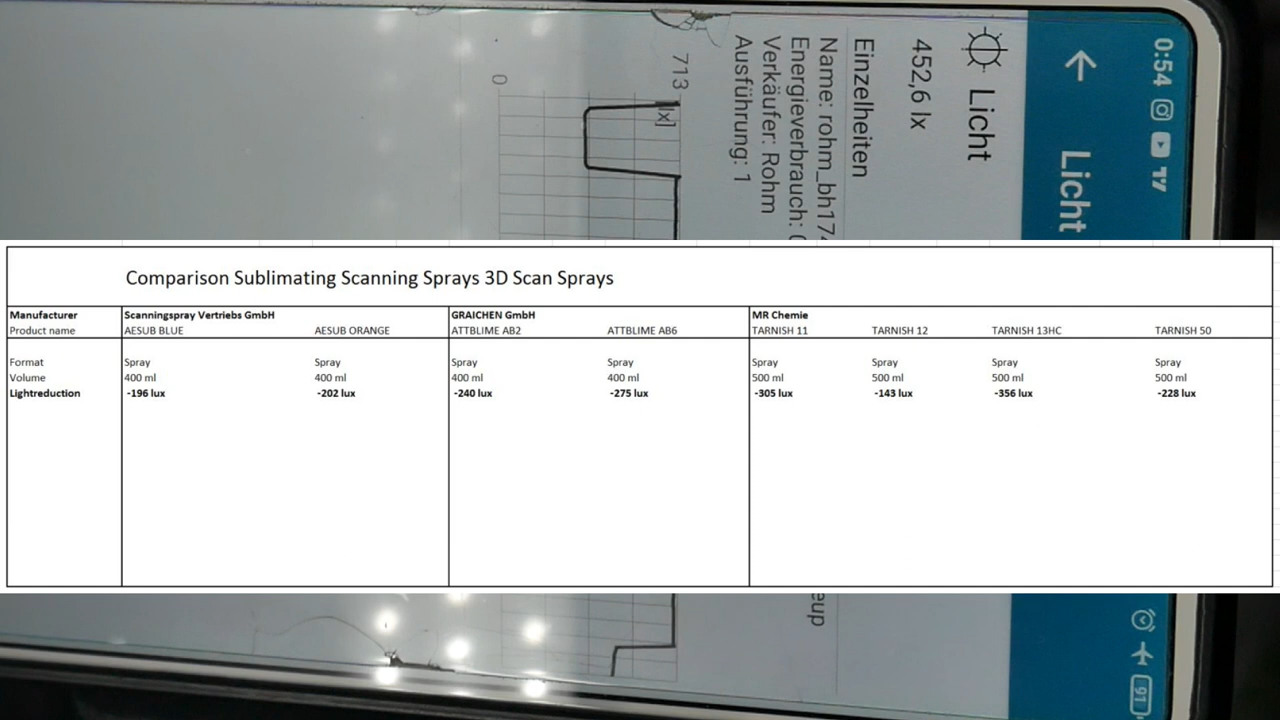 0:54
Licht
Licht
452,6 lx
Einzelheiten
Name: rohm_bh174
Energieverbrauch: 0
Verkäufer: Rohm
Ausführung: 1
713
[lx]
0
Comparison Sublimating Scanning Sprays 3D Scan Sprays
Manufacturer Scanningspray Vertriebs GmbH GRAICHEN GmbH MR Chemie
Product name AESUB BLUE AESUB ORANGE ATTBLIME AB2 ATTBLIME AB6 TARNISH 11 TARNISH 12 TARNISH 13HC TARNISH 50
Format Spray Spray Spray Spray Spray Spray Spray Spray
Volume 400 ml 400 ml 400 ml 400 ml 500 ml 500 ml 500 ml 500 ml
Lightreduction -196 lux -202 lux -240 lux -275 lux -305 lux -143 lux -356 lux -228 lux
eup
91